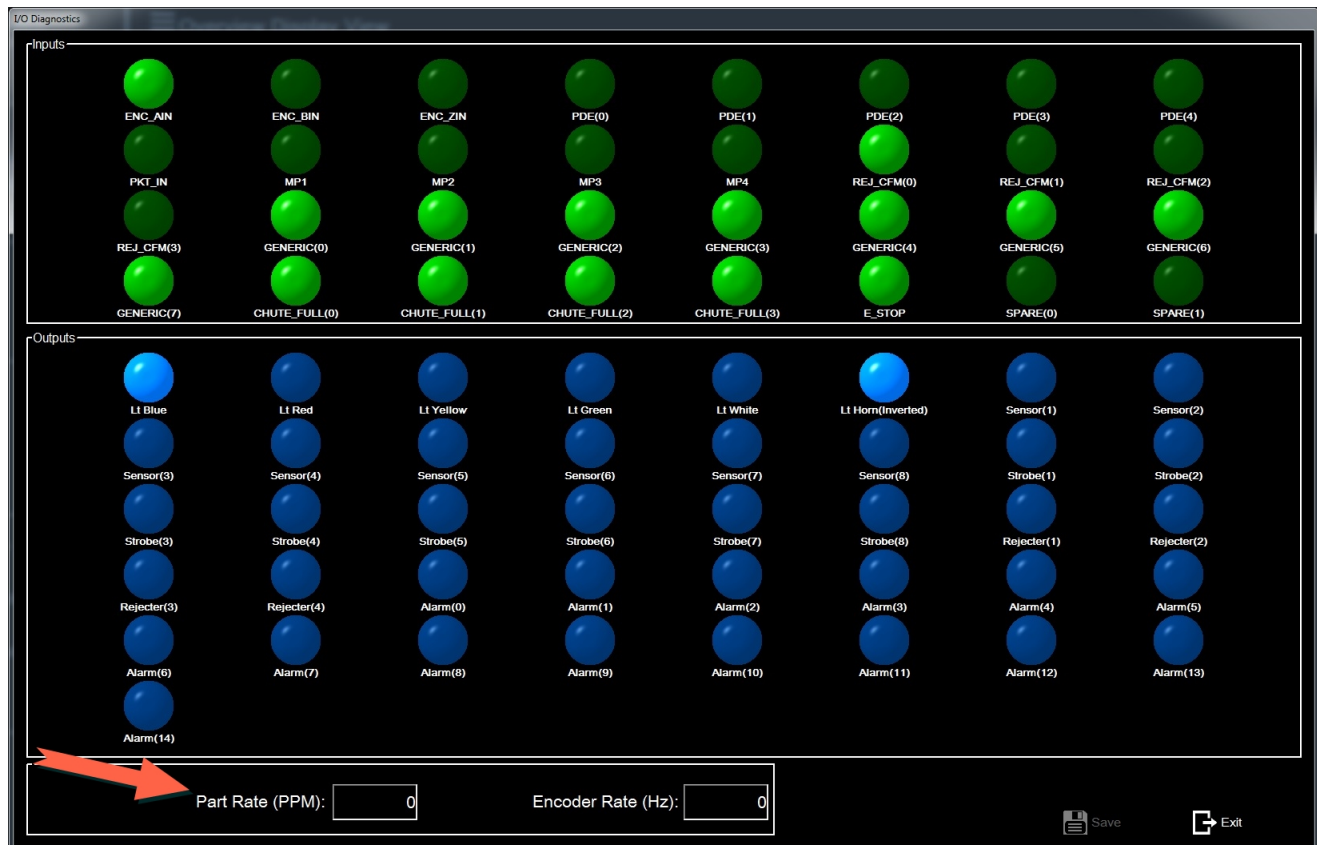 I/O Diagnostics
Overview Display View
Inputs
ENC_AIN ENC_BIN ENC_ZIN PDE(0) PDE(1) PDE(2) PDE(3) PDE(4)
PKT_IN MP1 MP2 MP3 MP4 REJ_CFM(0) REJ_CFM(1) REJ_CFM(2)
REJ_CFM(3) GENERIC(0) GENERIC(1) GENERIC(2) GENERIC(3) GENERIC(4) GENERIC(5) GENERIC(6)
GENERIC(7) CHUTE_FULL(0) CHUTE_FULL(1) CHUTE_FULL(2) CHUTE_FULL(3) E_STOP SPARE(0) SPARE(1)
Outputs
Lt Blue Lt Red Lt Yellow Lt Green Lt White Lt Horn(Inverted) Sensor(1) Sensor(2)
Sensor(3) Sensor(4) Sensor(5) Sensor(6) Sensor(7) Sensor(8) Strobe(1) Strobe(2)
Strobe(3) Strobe(4) Strobe(5) Strobe(6) Strobe(7) Strobe(8) Rejecter(1) Rejecter(2)
Rejecter(3) Rejecter(4) Alarm(0) Alarm(1) Alarm(2) Alarm(3) Alarm(4) Alarm(5)
Alarm(6) Alarm(7) Alarm(8) Alarm(9) Alarm(10) Alarm(11) Alarm(12) Alarm(13)
Alarm(14)
Part Rate (PPM): 0 Encoder Rate (Hz): 0
Save Exit